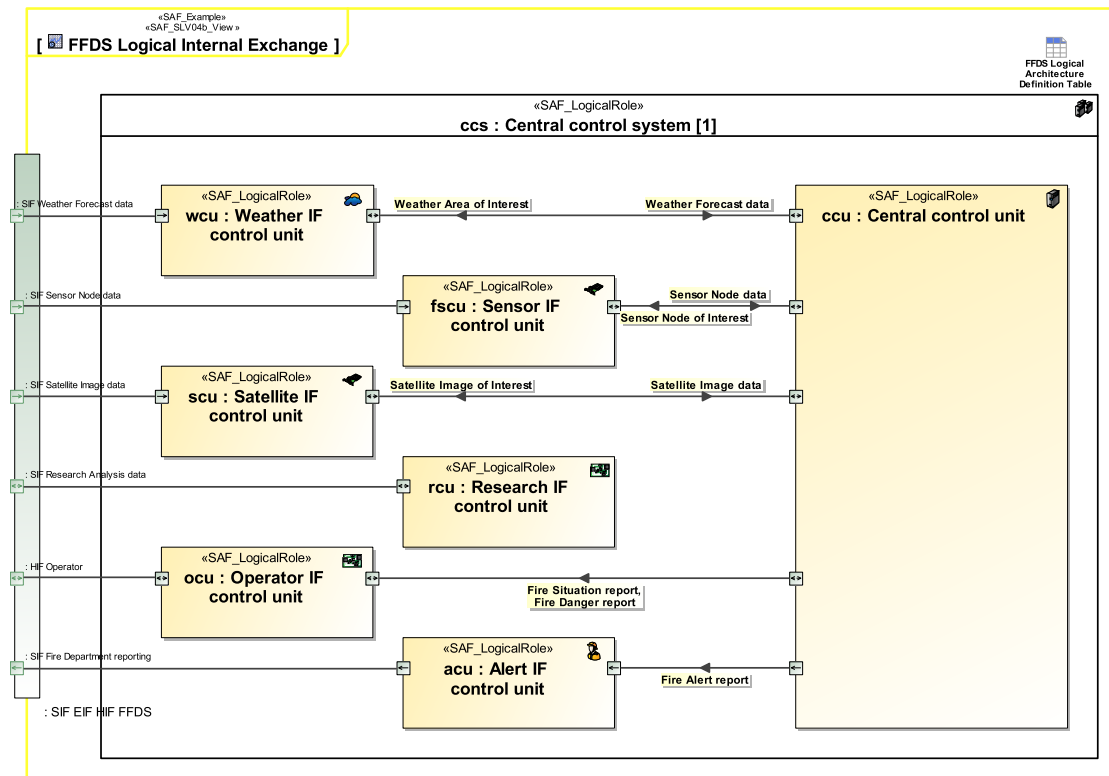 «SAF_Example»
«SAF_SLV04b_View »
[ FFDS Logical Internal Exchange ]
FFDS Logical
Architecture
Definition Table
«SAF_LogicalRole»
ccs : Central control system [1]
: SIF Weather Forecast data
«SAF_LogicalRole»
wcu : Weather IF
control unit
Weather Area of Interest
Weather Forecast data
«SAF_LogicalRole»
ccu : Central control unit
: SIF Sensor Node data
«SAF_LogicalRole»
fscu : Sensor IF
control unit
Sensor Node data
Sensor Node of Interest
: SIF Satellite Image data
«SAF_LogicalRole»
scu : Satellite IF
control unit
Satellite Image of Interest
Satellite Image data
: SIF Research Analysis data
«SAF_LogicalRole»
rcu : Research IF
control unit
: HIF Operator
«SAF_LogicalRole»
ocu : Operator IF
control unit
Fire Situation report,
Fire Danger report
: SIF Fire Department reporting
«SAF_LogicalRole»
acu : Alert IF
control unit
Fire Alert report
: SIF EIF HIF FFDS